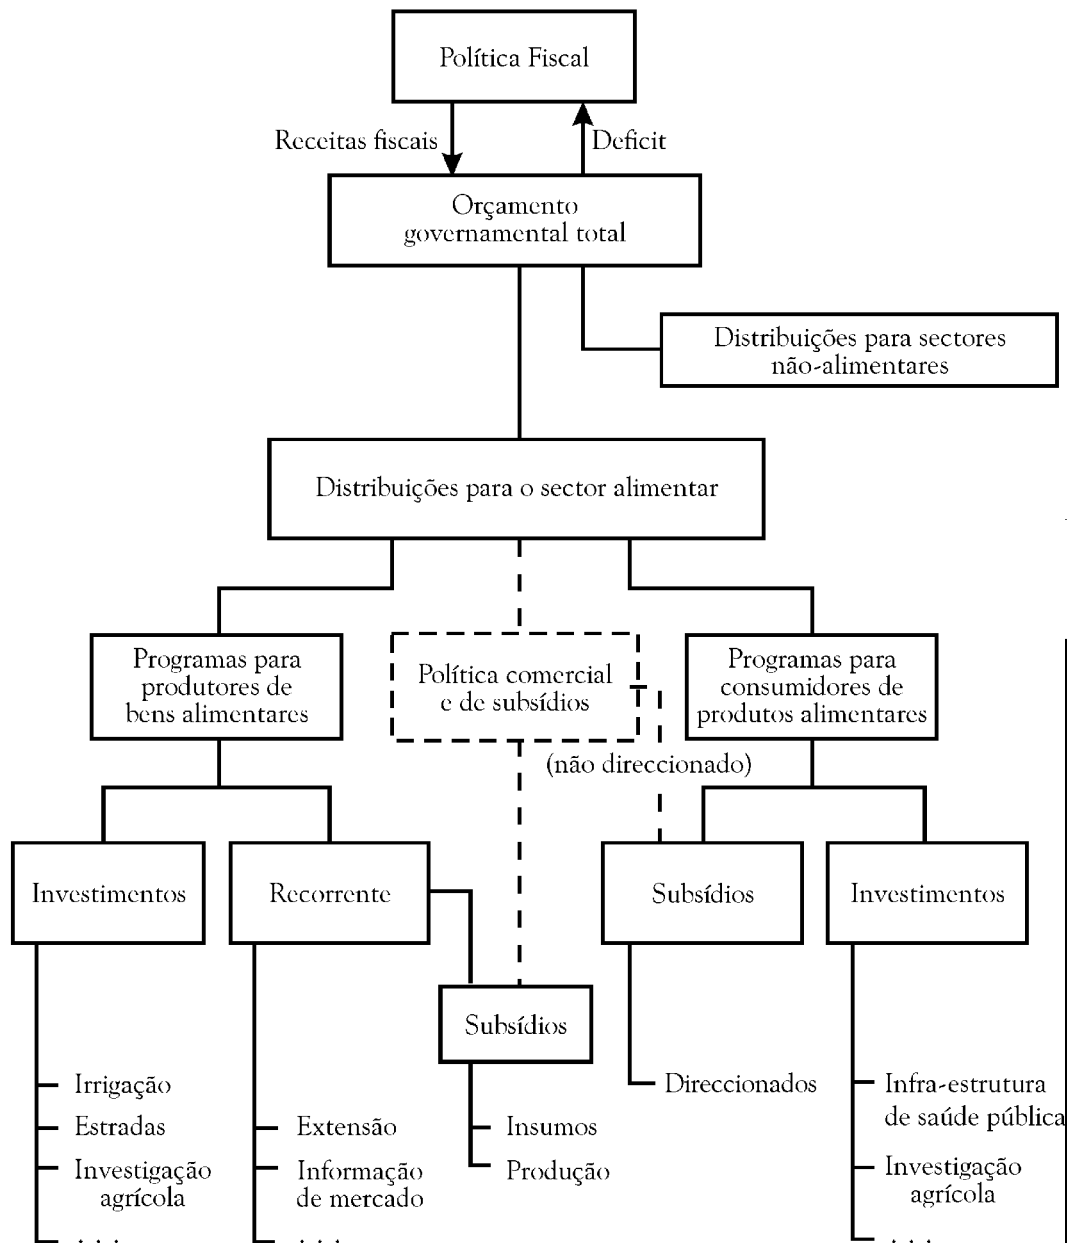 Política Fiscal
Receitas fiscais
Deficit
Orçamento
governamental total
Distribuições para sectores
não-alimentares
Distribuições para o sector alimentar
Programas para
produtores de
bens alimentares
Política comercial
e de subsídios
Programas para
consumidores de
produtos alimentares
(não direccionado)
Investimentos
Recorrente
Subsídios
Investimentos
Subsídios
Irrigação
Estradas
Investigação
agrícola
Extensão
Informação
de mercado
Insumos
Produção
Direccionados
Infra-estrutura
de saúde pública
Investigação
agrícola